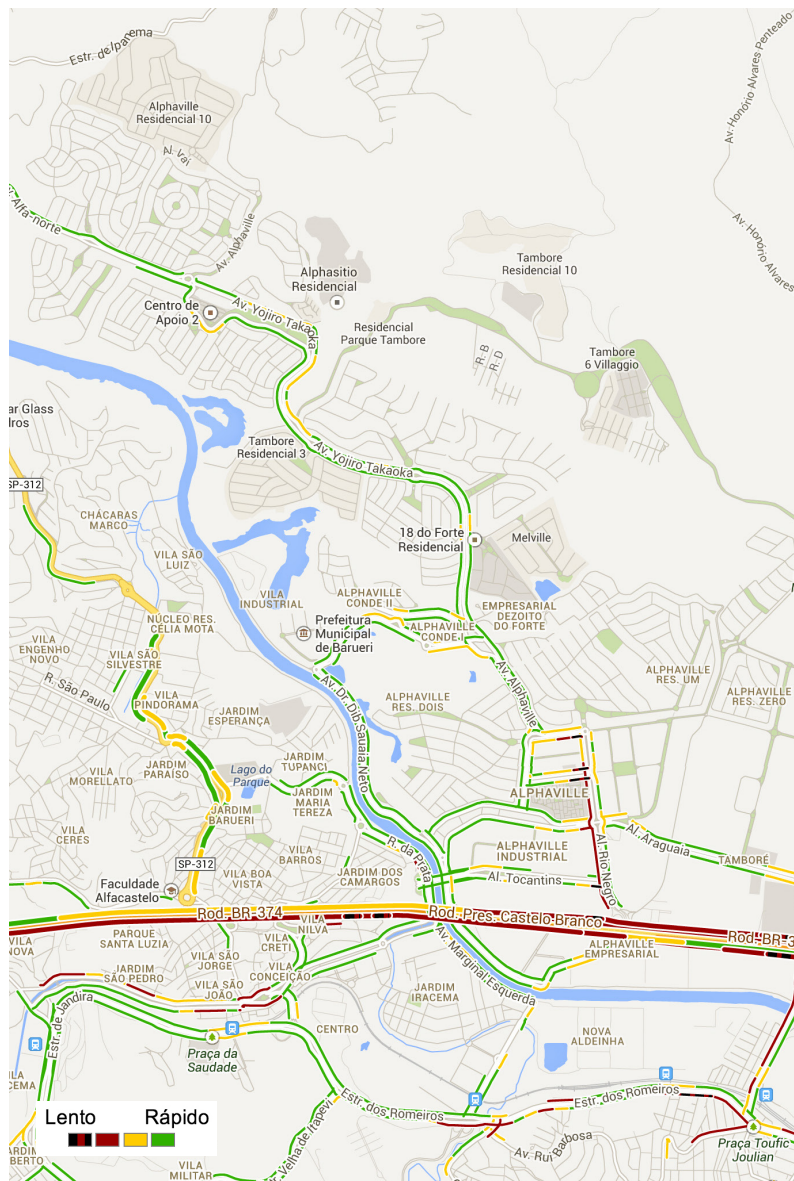 Estr. de Ipanema
Av. Honório Alvares Penteado
Alphaville
Residencial 10
Al. Vaí
Alfa-norte
Av. Alphaville
Av. Honório Alvares
Tambore
Residencial 10
Alphasitio
Residencial
Centro de
Apoio 2
Av. Yojiro Takaoka
Residencial
Parque Tambore
R. B
R. D
Tambore
6 Villaggio
ar Glass
dros
Tambore
Residencial 3
Av. Yojiro Takaoka
SP-312
CHÁCARAS
MARCO
18 do Forte
Residencial
Melville
VILA SÃO
LUIZ
VILA
INDUSTRIAL
ALPHAVILLE
CONDE II
EMPRESARIAL
DEZOITO
DO FORTE
NÚCLEO RES.
CÉLIA MOTA
Prefeitura
Municipal
de Barueri
ALPHAVILLE
CONDE I
VILA
ENGENHO
NOVO
VILA SÃO
SILVESTRE
R. São Paulo
VILA
PINDORAMA
JARDIM
ESPERANÇA
Av. Dr. Dib Sauaia Neto
ALPHAVILLE
RES. DOIS
Av. Alphaville
ALPHAVILLE
RES. UM
ALPHAVILLE
RES. ZERO
VILA
MORELLATO
JARDIM
PARAÍSO
Lago do
Parque
JARDIM
TUPANCI
JARDIM
MARIA
TEREZA
ALPHAVILLE
JARDIM
BARUERI
VILA
CERES
R. da Prata
ALPHAVILLE
INDUSTRIAL
Al. Rio Negro
Al. Araguaia
TAMBORÉ
SP-312
VILA
BARROS
VILA BOA
VISTA
JARDIM DOS
CAMARGOS
Al. Tocantins
Faculdade
Alfacastelo
Rod. BR-374
Rod. Pres. Castelo Branco
Rod. BR-3
VILA
NOVA
PARQUE
SANTA LUZIA
VILA
NILVA
VILA
CRETI
Av. Marginal Esquerda
ALPHAVILLE
EMPRESARIAL
JARDIM
SÃO PEDRO
VILA SÃO
JORGE
VILA
CONCEIÇÃO
VILA SÃO
JOÃO
JARDIM
IRACEMA
Estr. de Jandira
CENTRO
NOVA
ALDEINHA
Praça da
Saudade
Estr. dos Romeiros
Estr. dos Romeiros
Lento
Rápido
Estr. Velha de Itapevi
Av. Rui Barbosa
Praça Toufic
Joulian
VILA
MILITAR